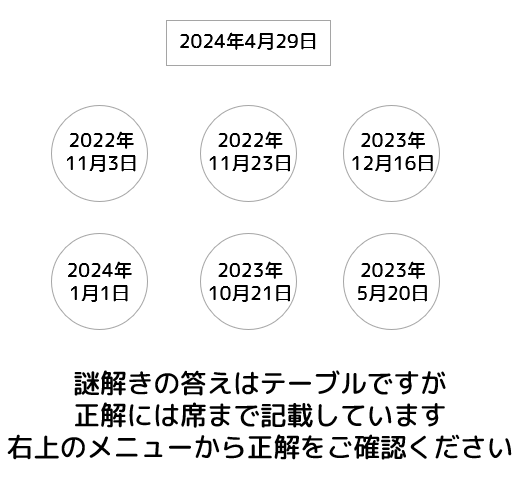 2024年4月29日
2022年
11月3日
2022年
11月23日
2023年
12月16日
2024年
1月1日
2023年
10月21日
2023年
5月20日
謎解きの答えはテーブルですが
正解には席まで記載しています
右上のメニューから正解をご確認ください